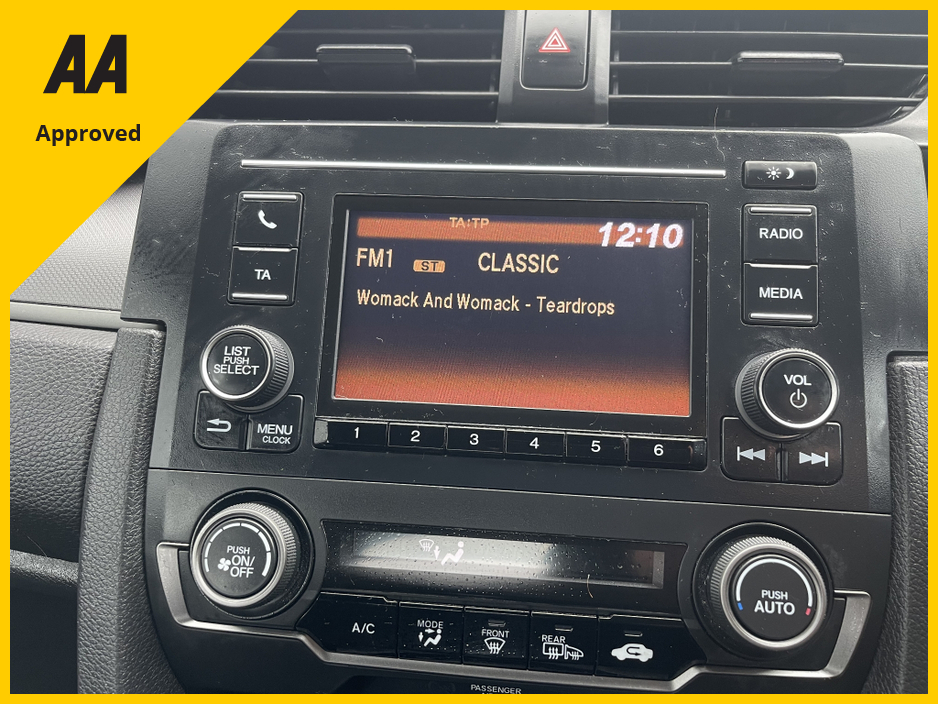 AA
Approved
TA:TP
12:10
FM1 ST CLASSIC
Womack And Womack - Teardrops
TA
RADIO
MEDIA
LIST
PUSH
SELECT
VOL
MENU
CLOCK
1 2 3 4 5 6
PUSH
ON/
OFF
PUSH
AUTO
A/C
MODE
FRONT
REAR
PASSENGER